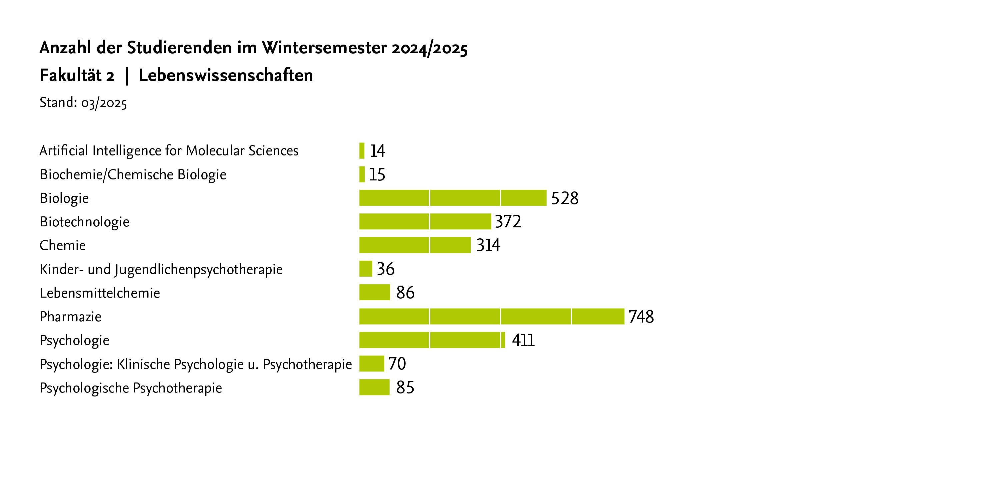 Anzahl der Studierenden im Wintersemester 2024/2025
Fakultät 2 | Lebenswissenschaften
Stand: 03/2025
Artificial Intelligence for Molecular Sciences 14
Biochemie/Chemische Biologie 15
Biologie 528
Biotechnologie 372
Chemie 314
Kinder- und Jugendlichenpsychotherapie 36
Lebensmittelchemie 86
Pharmazie 748
Psychologie 411
Psychologie: Klinische Psychologie u. Psychotherapie 70
Psychologische Psychotherapie 85